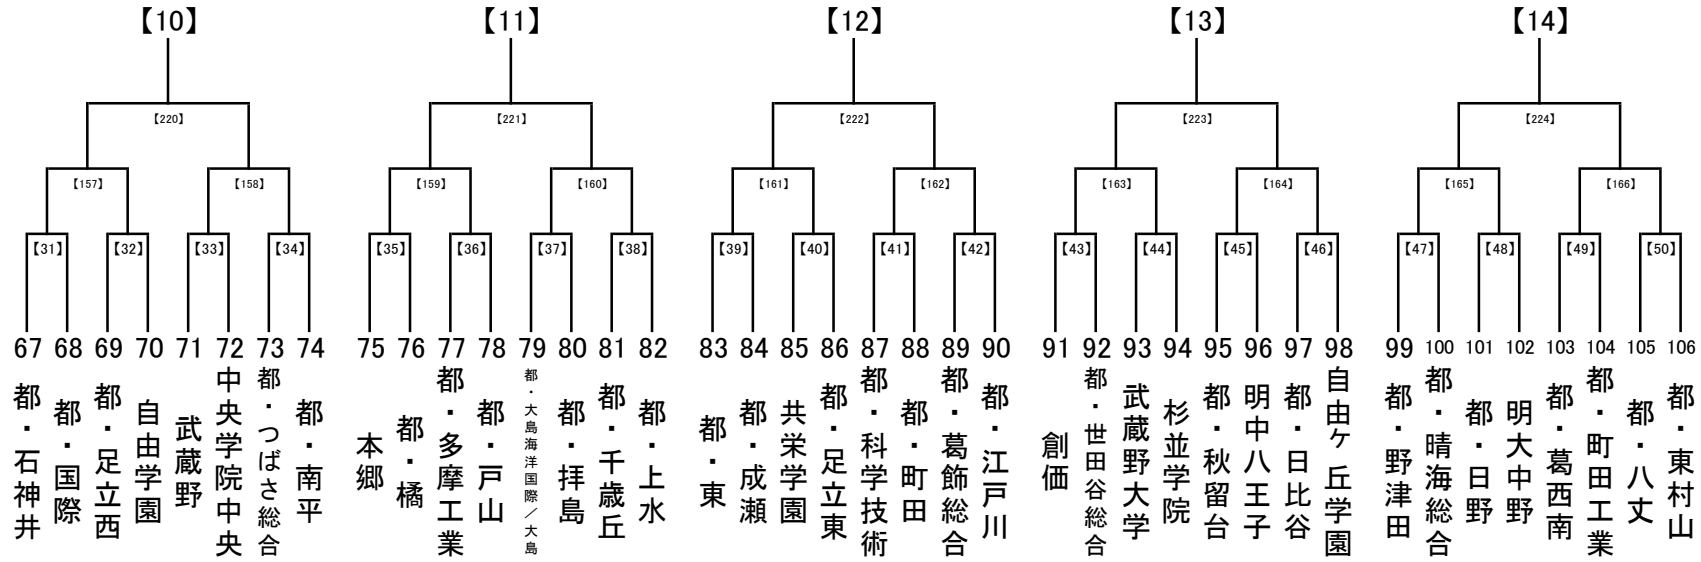 【10】
【11】
【12】
【13】
【14】
【220】
【221】
【222】
【223】
【224】
【157】
【158】
【159】
【160】
【161】
【162】
【163】
【164】
【165】
【166】
【31】
【32】
【33】
【34】
【35】
【36】
【37】
【38】
【39】
【40】
【41】
【42】
【43】
【44】
【45】
【46】
【47】
【48】
【49】
【50】
67
都・石神井
68
都・国際
69
都・足立西
70
自由学園
71
武蔵野
72
中央学院中央
73
都・つばさ総合
74
都・南平
75
本郷
76
都・橘
77
都・多摩工業
78
都・戸山
79
都・大島海洋国際／大島
80
都・拝島
81
都・千歳丘
82
都・上水
83
都・東
84
都・成瀬
85
共栄学園
86
都・足立東
87
都・科学技術
88
都・町田
89
都・葛飾総合
90
都・江戸川
91
創価
92
都・世田谷総合
93
武蔵野大学
94
杉並学院
95
都・秋留台
96
明中八王子
97
都・日比谷
98
自由ヶ丘学園
99
都・野津田
100
都・晴海総合
101
都・日野
102
明大中野
103
都・葛西南
104
都・町田工業
105
都・八丈
106
都・東村山